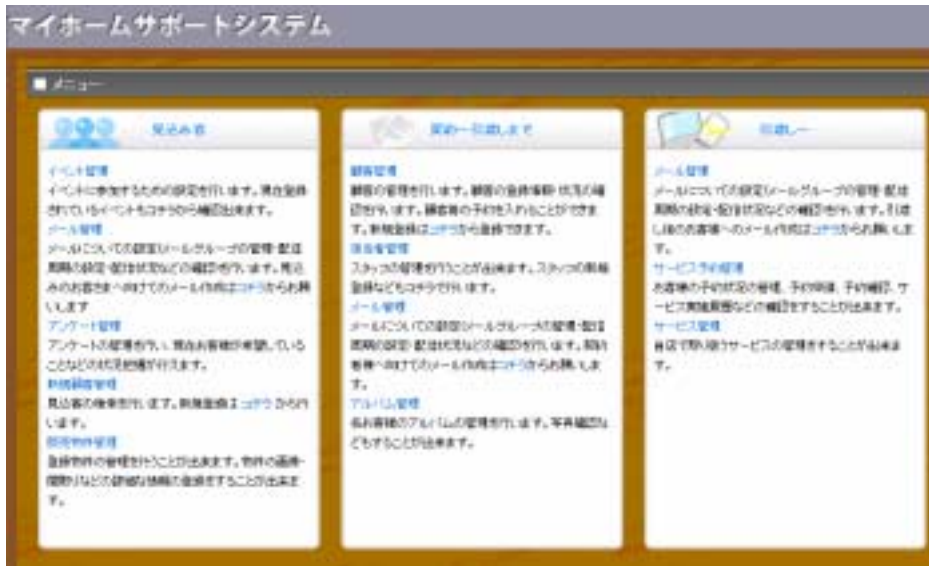 マイホームサポートシステム
■ メニュー
見込み客
イベント管理
イベントに参加するための設定を行います。現在登録
されているイベントもコチラから確認出来ます。
メール管理
メールについての設定(メールグループの管理・配信
周期の設定・配信状況などの確認)を行います。見込
みのお客さまへ向けてのメール作成はコチラからお願
いします
アンケート管理
アンケートの管理を行い、現在お客様が希望している
ことなどの状況把握が行えます。
新規顧客管理
見込客の検索を行います。新規登録は コチラ から行
います。
販売物件管理
登録物件の管理を行うことが出来ます。物件の画像・
間取りなどの詳細な情報の登録をすることが出来ま
す。
契約～引渡しまで
顧客管理
顧客の管理を行います。顧客の登録情報・状況の確
認を行います。顧客毎の予約を入れることができま
す。新規登録はコチラから登録できます。
担当者管理
スタッフの管理を行うことが出来ます。スタッフの新規
登録などもコチラで行います。
メール管理
メールについての設定(メールグループの管理・配信
周期の設定・配信状況などの確認)を行います。契約
者様へ向けてのメール作成はコチラからお願いしま
す。
アルバム管理
各お客様のアルバムの管理を行います。写真確認な
どもすることが出来ます。
引渡し～
メール管理
メールについての設定(メールグループの管理・配信
周期の設定・配信状況などの確認)を行います。引渡
し後のお客様へのメール作成はコチラからお願いしま
す。
サービス予約管理
お客様の予約状況の管理、予約申請、予約確認、サ
ービス実施履歴などの確認をすることが出来ます。
サービス管理
自店で取り扱うサービスの管理をすることが出来ま
す。